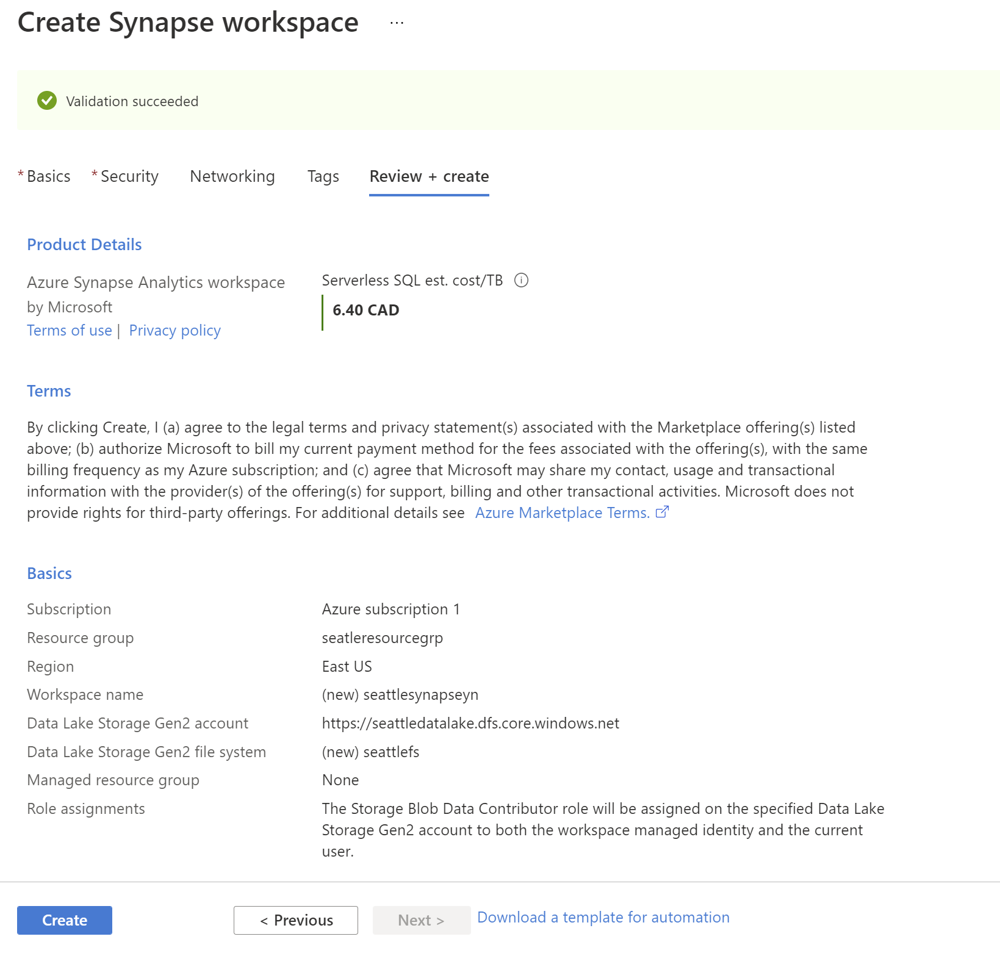 Create Synapse workspace ...
Validation succeeded
* Basics * Security Networking Tags Review + create
Product Details
Azure Synapse Analytics workspace
by Microsoft
Terms of use | Privacy policy
Serverless SQL est. cost/TB
6.40 CAD
Terms
By clicking Create, I (a) agree to the legal terms and privacy statement(s) associated with the Marketplace offering(s) listed
above; (b) authorize Microsoft to bill my current payment method for the fees associated with the offering(s), with the same
billing frequency as my Azure subscription; and (c) agree that Microsoft may share my contact, usage and transactional
information with the provider(s) of the offering(s) for support, billing and other transactional activities. Microsoft does not
provide rights for third-party offerings. For additional details see Azure Marketplace Terms.
Basics
Subscription Azure subscription 1
Resource group seatleresourcegrp
Region East US
Workspace name (new) seattlesynapseyn
Data Lake Storage Gen2 account https://seattledatalake.dfs.core.windows.net
Data Lake Storage Gen2 file system (new) seattlefs
Managed resource group None
Role assignments The Storage Blob Data Contributor role will be assigned on the specified Data Lake
Storage Gen2 account to both the workspace managed identity and the current
user.
Create < Previous Next > Download a template for automation